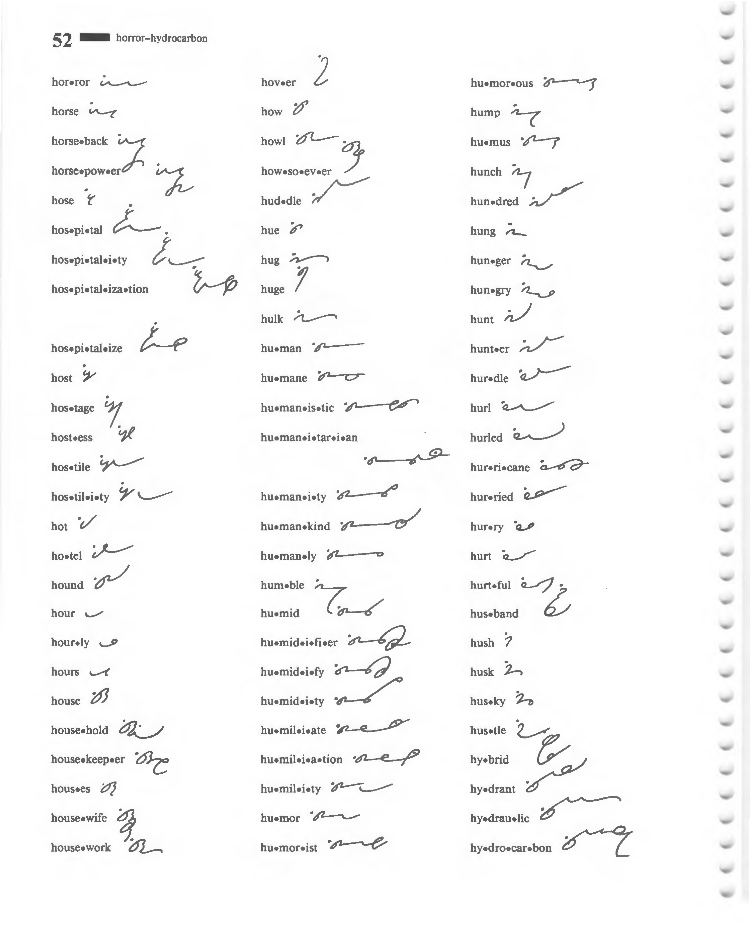 52 horror–hydrocarbon
hor•ror
horse
horse•back
horse•pow•er
hose
hos•pi•tal
hos•pi•tal•i•ty
hos•pi•tal•iza•tion
hos•pi•tal•ize
host
hos•tage
host•ess
hos•tile
hos•til•i•ty
hot
ho•tel
hound
hour
hour•ly
hours
house
house•hold
house•keep•er
hous•es
house•wife
house•work
hov•er
how
howl
how•so•ev•er
hud•dle
hue
hug
huge
hulk
hu•man
hu•mane
hu•man•is•tic
hu•man•i•tar•i•an
hu•man•i•ty
hu•man•kind
hu•man•ly
hum•ble
hu•mid
hu•mid•i•fi•er
hu•mid•i•fy
hu•mid•i•ty
hu•mil•i•ate
hu•mil•i•a•tion
hu•mil•i•ty
hu•mor
hu•mor•ist
hu•mor•ous
hump
hu•mus
hunch
hun•dred
hung
hun•ger
hun•gry
hunt
hunt•er
hur•dle
hurl
hurled
hur•ri•cane
hur•ried
hur•ry
hurt
hurt•ful
hus•band
hush
husk
hus•ky
hus•tle
hy•brid
hy•drant
hy•drau•lic
hy•dro•car•bon